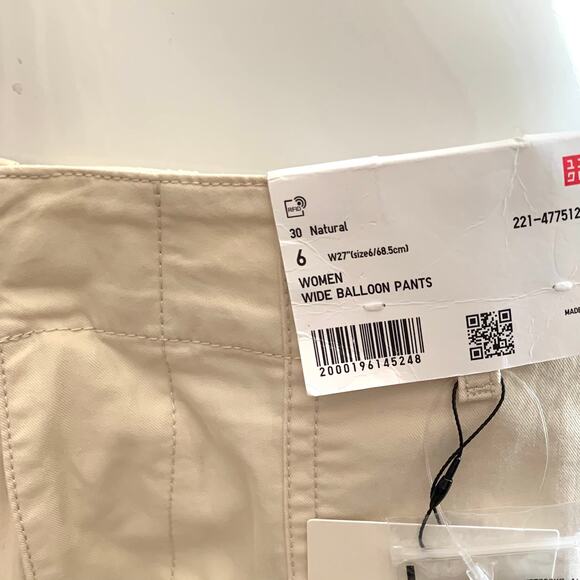 RFID
30 Natural
221-477512
6 W27"(size6/68.5cm)
WOMEN
WIDE BALLOON PANTS
MADE
2000196145248